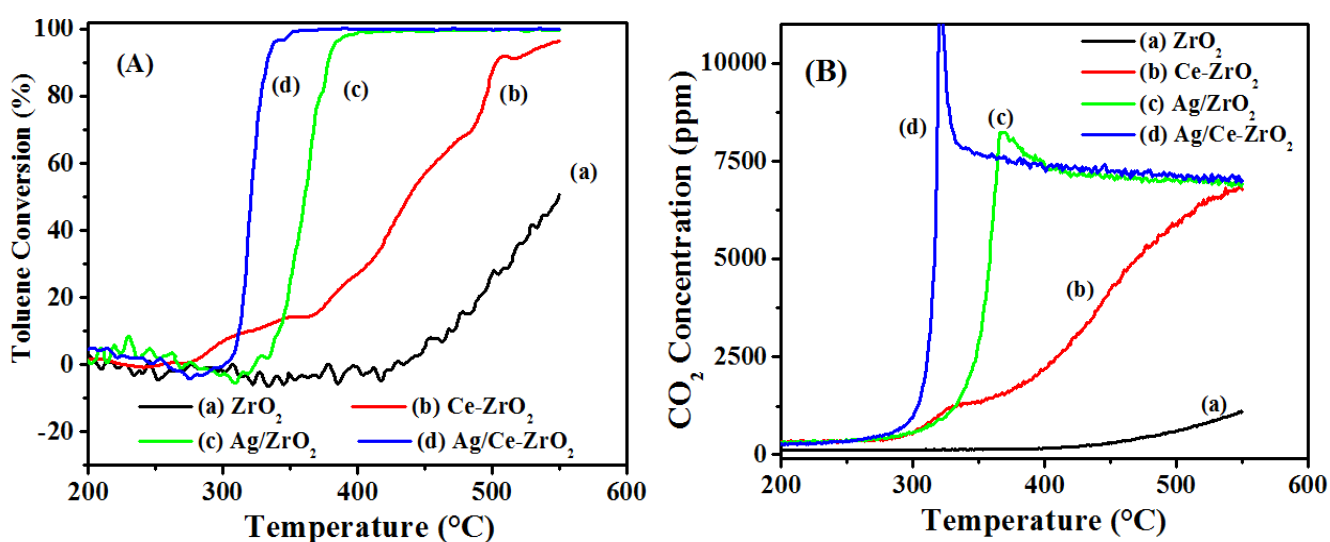 (A)
Toluene Conversion (%)
100
80
60
40
20
0
-20
(d)
(c)
(b)
(a)
(a) ZrO₂ (b) Ce-ZrO₂
(c) Ag/ZrO₂ (d) Ag/Ce-ZrO₂
200 300 400 500 600
Temperature (°C)
(B)
CO₂ Concentration (ppm)
10000
7500
5000
2500
0
(a) ZrO₂
(b) Ce-ZrO₂
(c) Ag/ZrO₂
(d) Ag/Ce-ZrO₂
(d)
(c)
(b)
(a)
200 300 400 500 600
Temperature (°C)